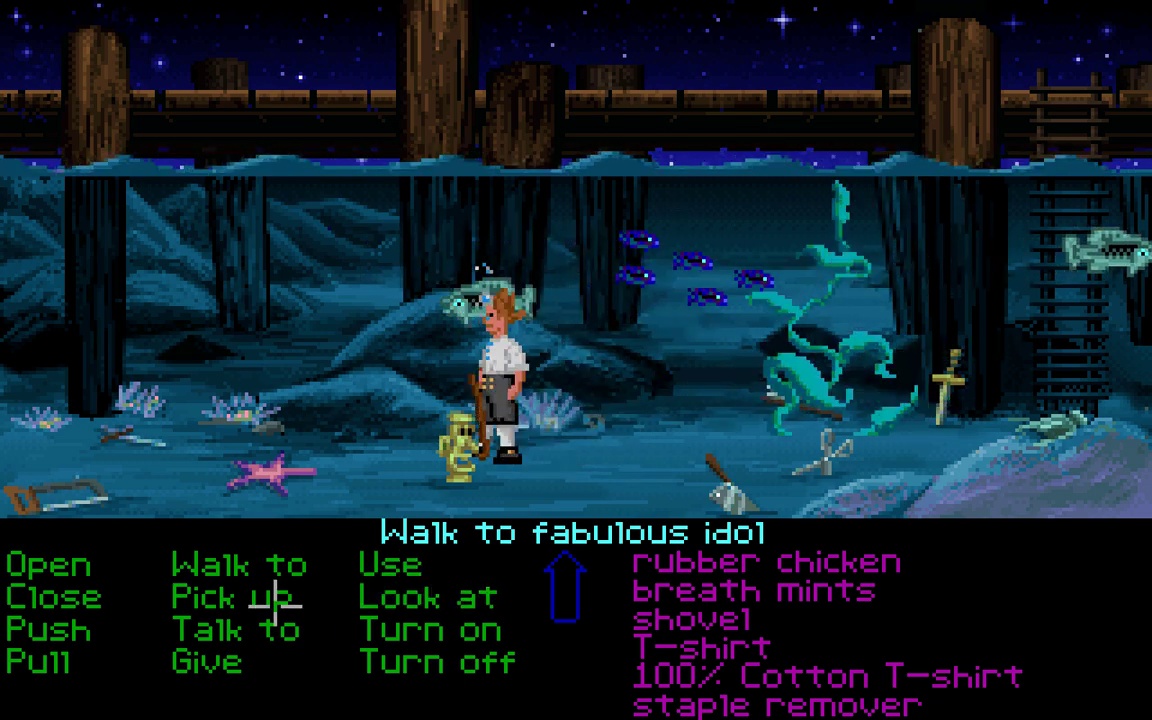 Walk to fabulous idol
Open Walk to Use
Close Pick up Look at
Push Talk to Turn on
Pull Give Turn off
rubber chicken
breath mints
shovel
T-shirt
100% Cotton T-shirt
staple remover